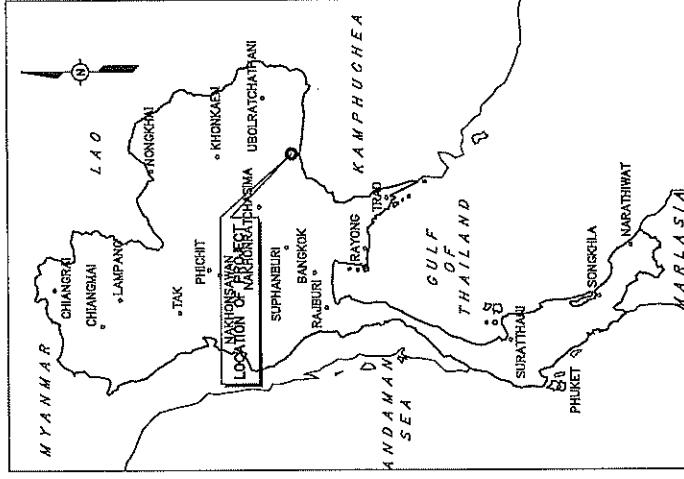 MYANMAR
CHIANGRAI
CHIANGMAI
LAMPANG
LAO
N
NONGKHAI
TAK
PHICHIT
KHONKAEN
NAKHONSAWAN
LOCATION OF PROJECT
NAKHONRATCHASIMA
UBOLRATCHATHANI
SUPHANBURI
BANGKOK
RAJBURI
RAYONG
TRAD
KAMPHUCHEA
GULF
OF
THAILAND
ANDAMAN
SEA
SURATTHANI
PHUKET
SONGKHLA
NARATHIWAT
MARLASIA